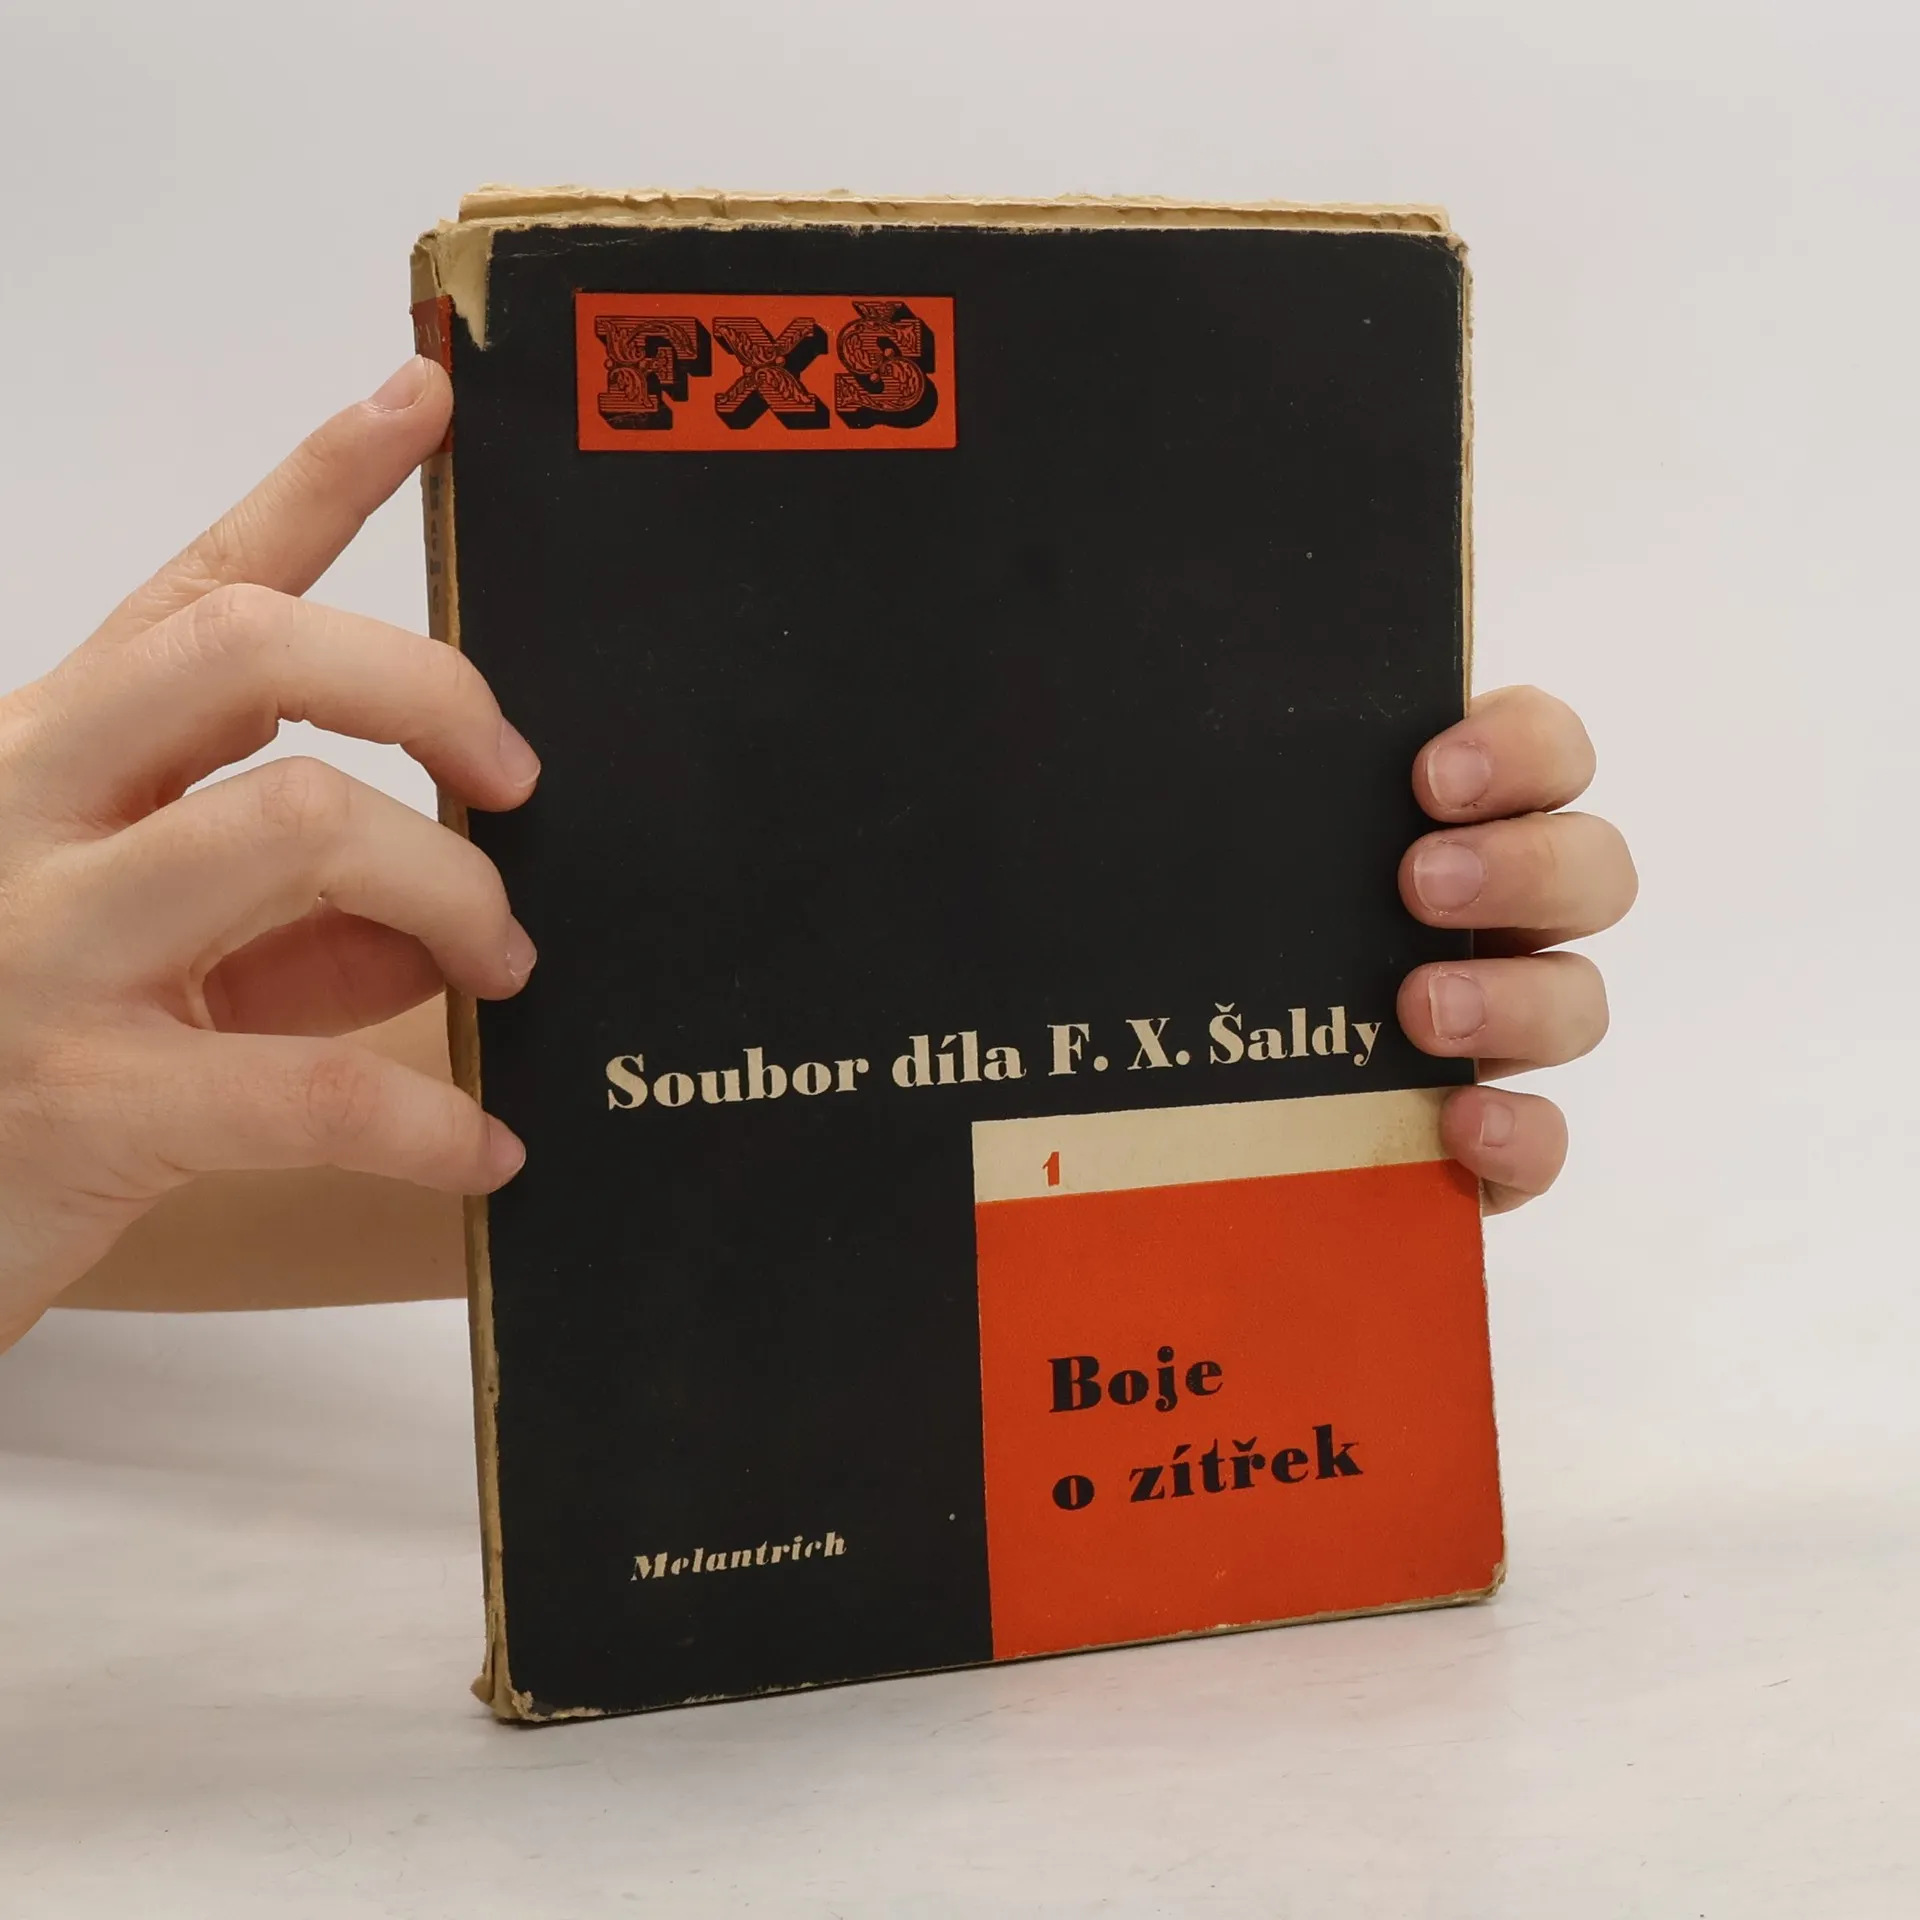 FXŠ
Soubor díla F. X. Šaldy
1
Boje
o zítřek
Melantrich